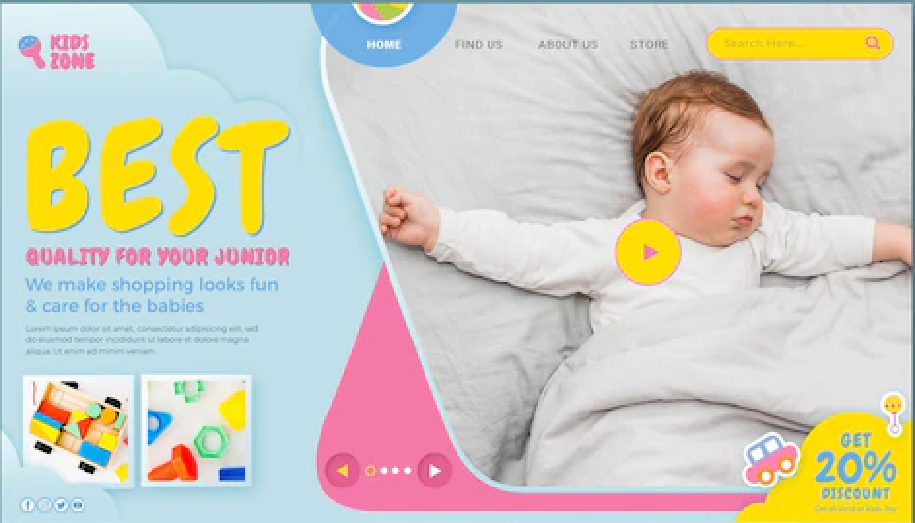 KIDS
ZONE
HOME
FIND US
ABOUT US
STORE
Search Here...
BEST
QUALITY FOR YOUR JUNIOR
We make shopping looks fun
& care for the babies
Lorem ipsum dolor sit amet, consectetur adipisicing elit, sed
do eiusmod tempor incididunt ut labore et dolore magna
aliqua. Ut enim ad minim veniam.
GET
20%
DISCOUNT